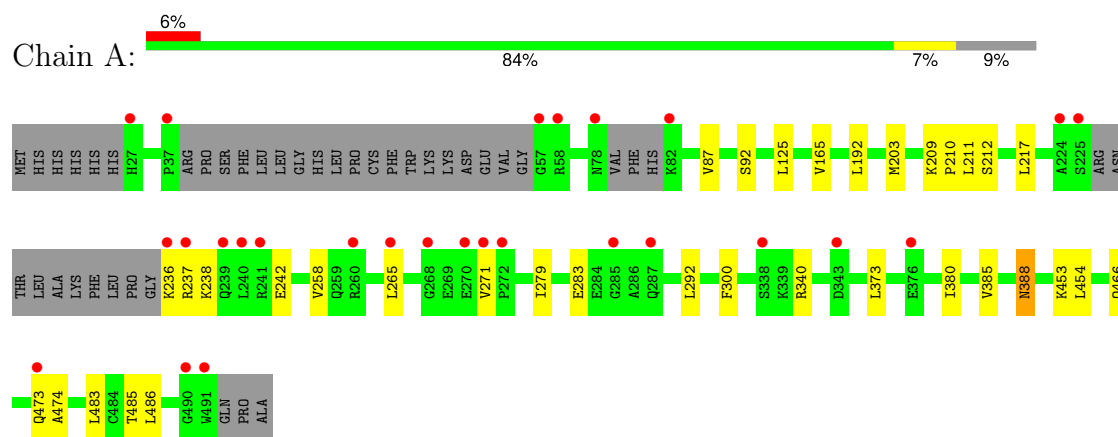 6%
Chain A:
84% 7% 9%
MET HIS HIS HIS HIS HIS HIS H27 P37 ARG PRO SER PHE LEU LEU GLY HIS LEU PRO CYS PHE TRP LYS LYS ASP GLU VAL GLY G57 R58 N78 VAL PHE HIS K82 V87 S92 L125 V165 L192 M203 K209 P210 L211 S212 L217 A224 S225 ARG ASN
THR LEU ALA LYS PHE LEU PRO GLY K236 R237 K238 Q239 L240 R241 E242 V258 Q259 R260 L265 G268 E269 E270 V271 P272 I279 E283 E284 G285 A286 Q287 L292 F300 S338 K339 R340 D343 L373 E376 I380 V385 N388 K453 L454
Q473 A474 L483 C484 T485 L486 G490 W491 GLN PRO ALA